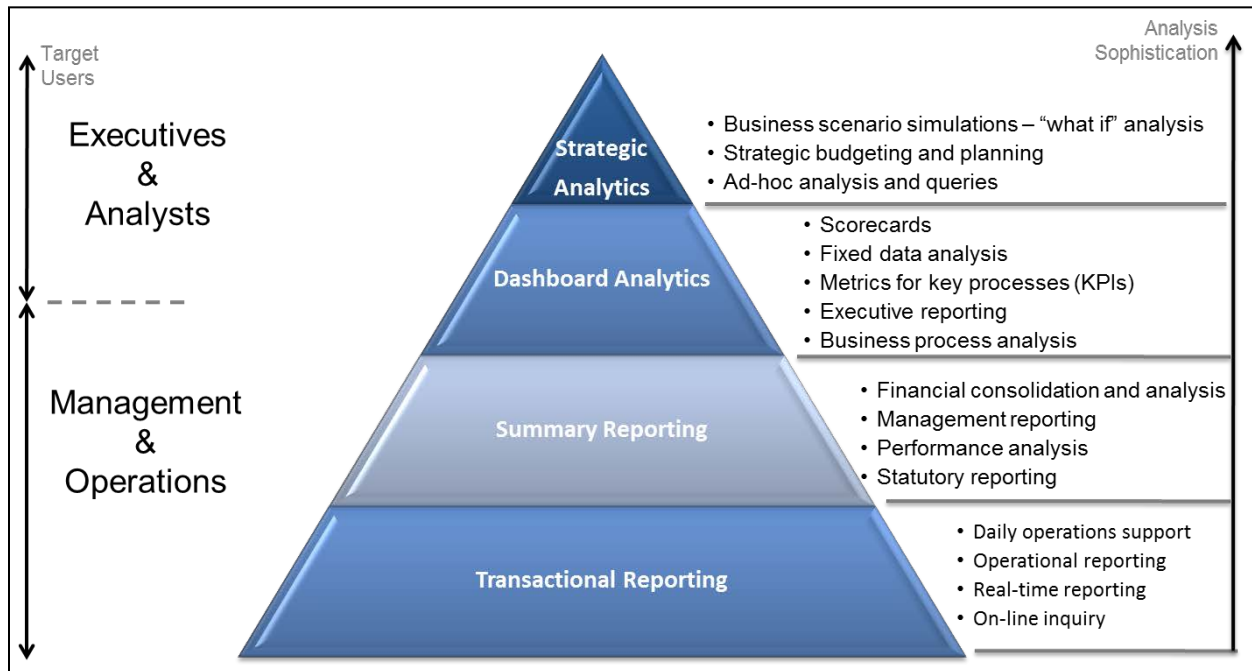 Target
Users
Analysis
Sophistication
Executives
&
Analysts
Strategic
Analytics
• Business scenario simulations – “what if” analysis
• Strategic budgeting and planning
• Ad-hoc analysis and queries
Dashboard Analytics
• Scorecards
• Fixed data analysis
• Metrics for key processes (KPIs)
• Executive reporting
• Business process analysis
Management
&
Operations
Summary Reporting
• Financial consolidation and analysis
• Management reporting
• Performance analysis
• Statutory reporting
Transactional Reporting
• Daily operations support
• Operational reporting
• Real-time reporting
• On-line inquiry